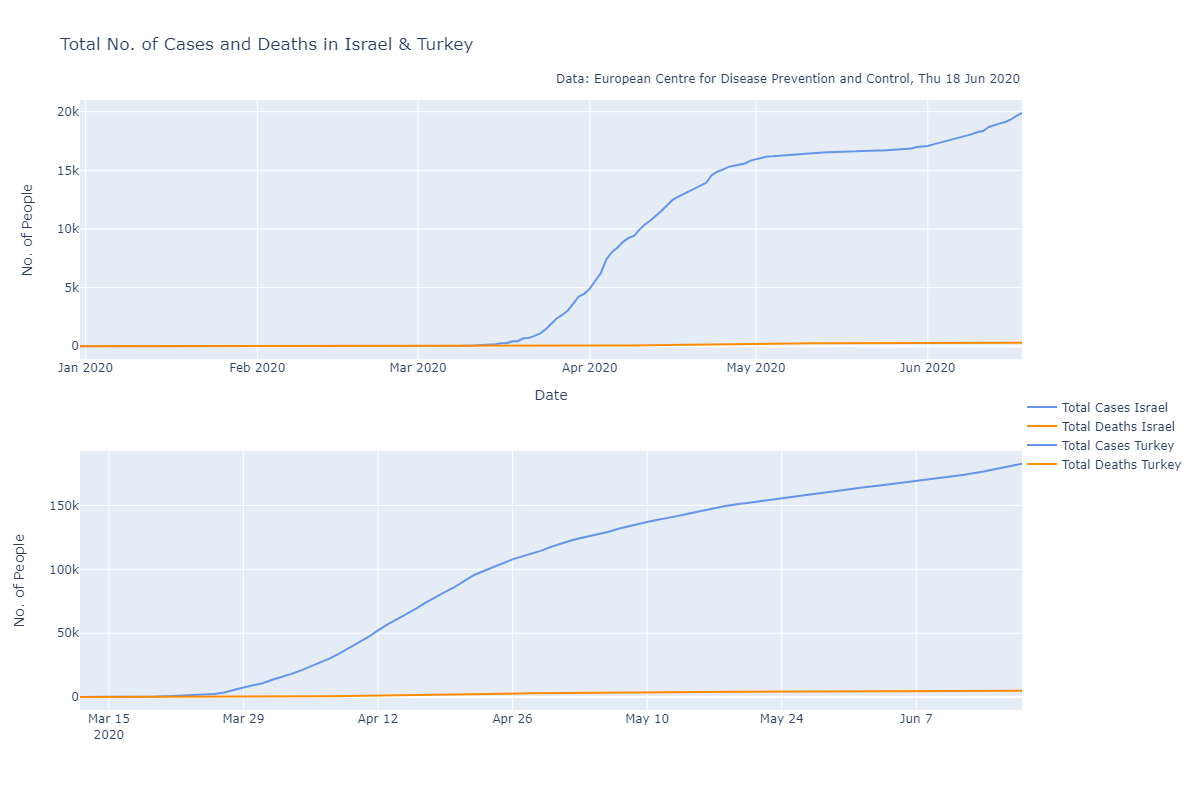 Total No. of Cases and Deaths in Israel & Turkey
Data: European Centre for Disease Prevention and Control, Thu 18 Jun 2020
No. of People
20k
15k
10k
5k
0
Jan 2020
Feb 2020
Mar 2020
Apr 2020
May 2020
Jun 2020
Date
Total Cases Israel
Total Deaths Israel
Total Cases Turkey
Total Deaths Turkey
No. of People
150k
100k
50k
0
Mar 15
2020
Mar 29
Apr 12
Apr 26
May 10
May 24
Jun 7